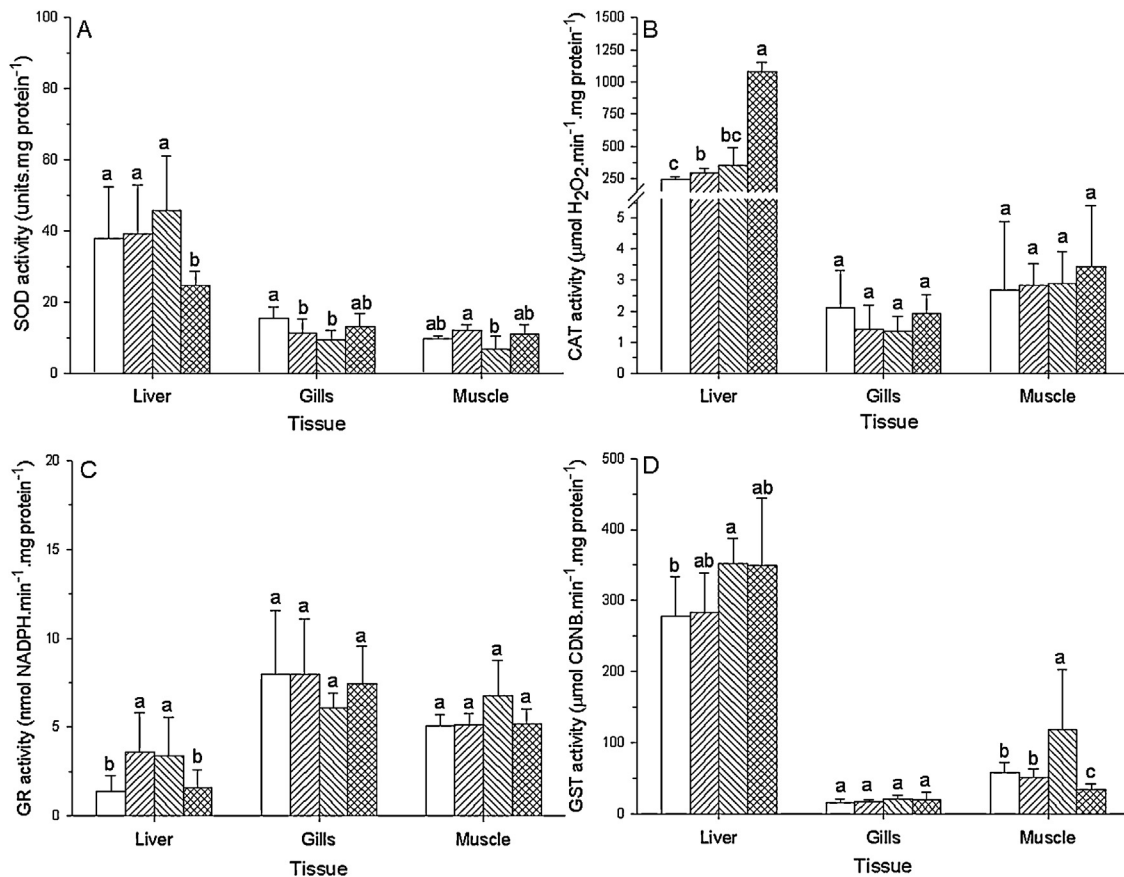 A
SOD activity (units.mg protein⁻¹)
100
80
60
40
20
0
a a a b
a b b ab
ab a b a
Liver Gills Muscle
Tissue
B
CAT activity (μmol H₂O₂.min⁻¹.mg protein⁻¹)
1500
1250
1000
750
500
250
5
4
3
2
1
0
c b bc a
a a a a
a a a a
Liver Gills Muscle
Tissue
C
GR activity (nmol NADPH.min⁻¹.mg protein⁻¹)
20
15
10
5
0
b a a b
a a a a
a a a a
Liver Gills Muscle
Tissue
D
GST activity (μmol CDNB.min⁻¹.mg protein⁻¹)
500
400
300
200
100
0
b ab a ab
a a a a
b b a c
Liver Gills Muscle
Tissue